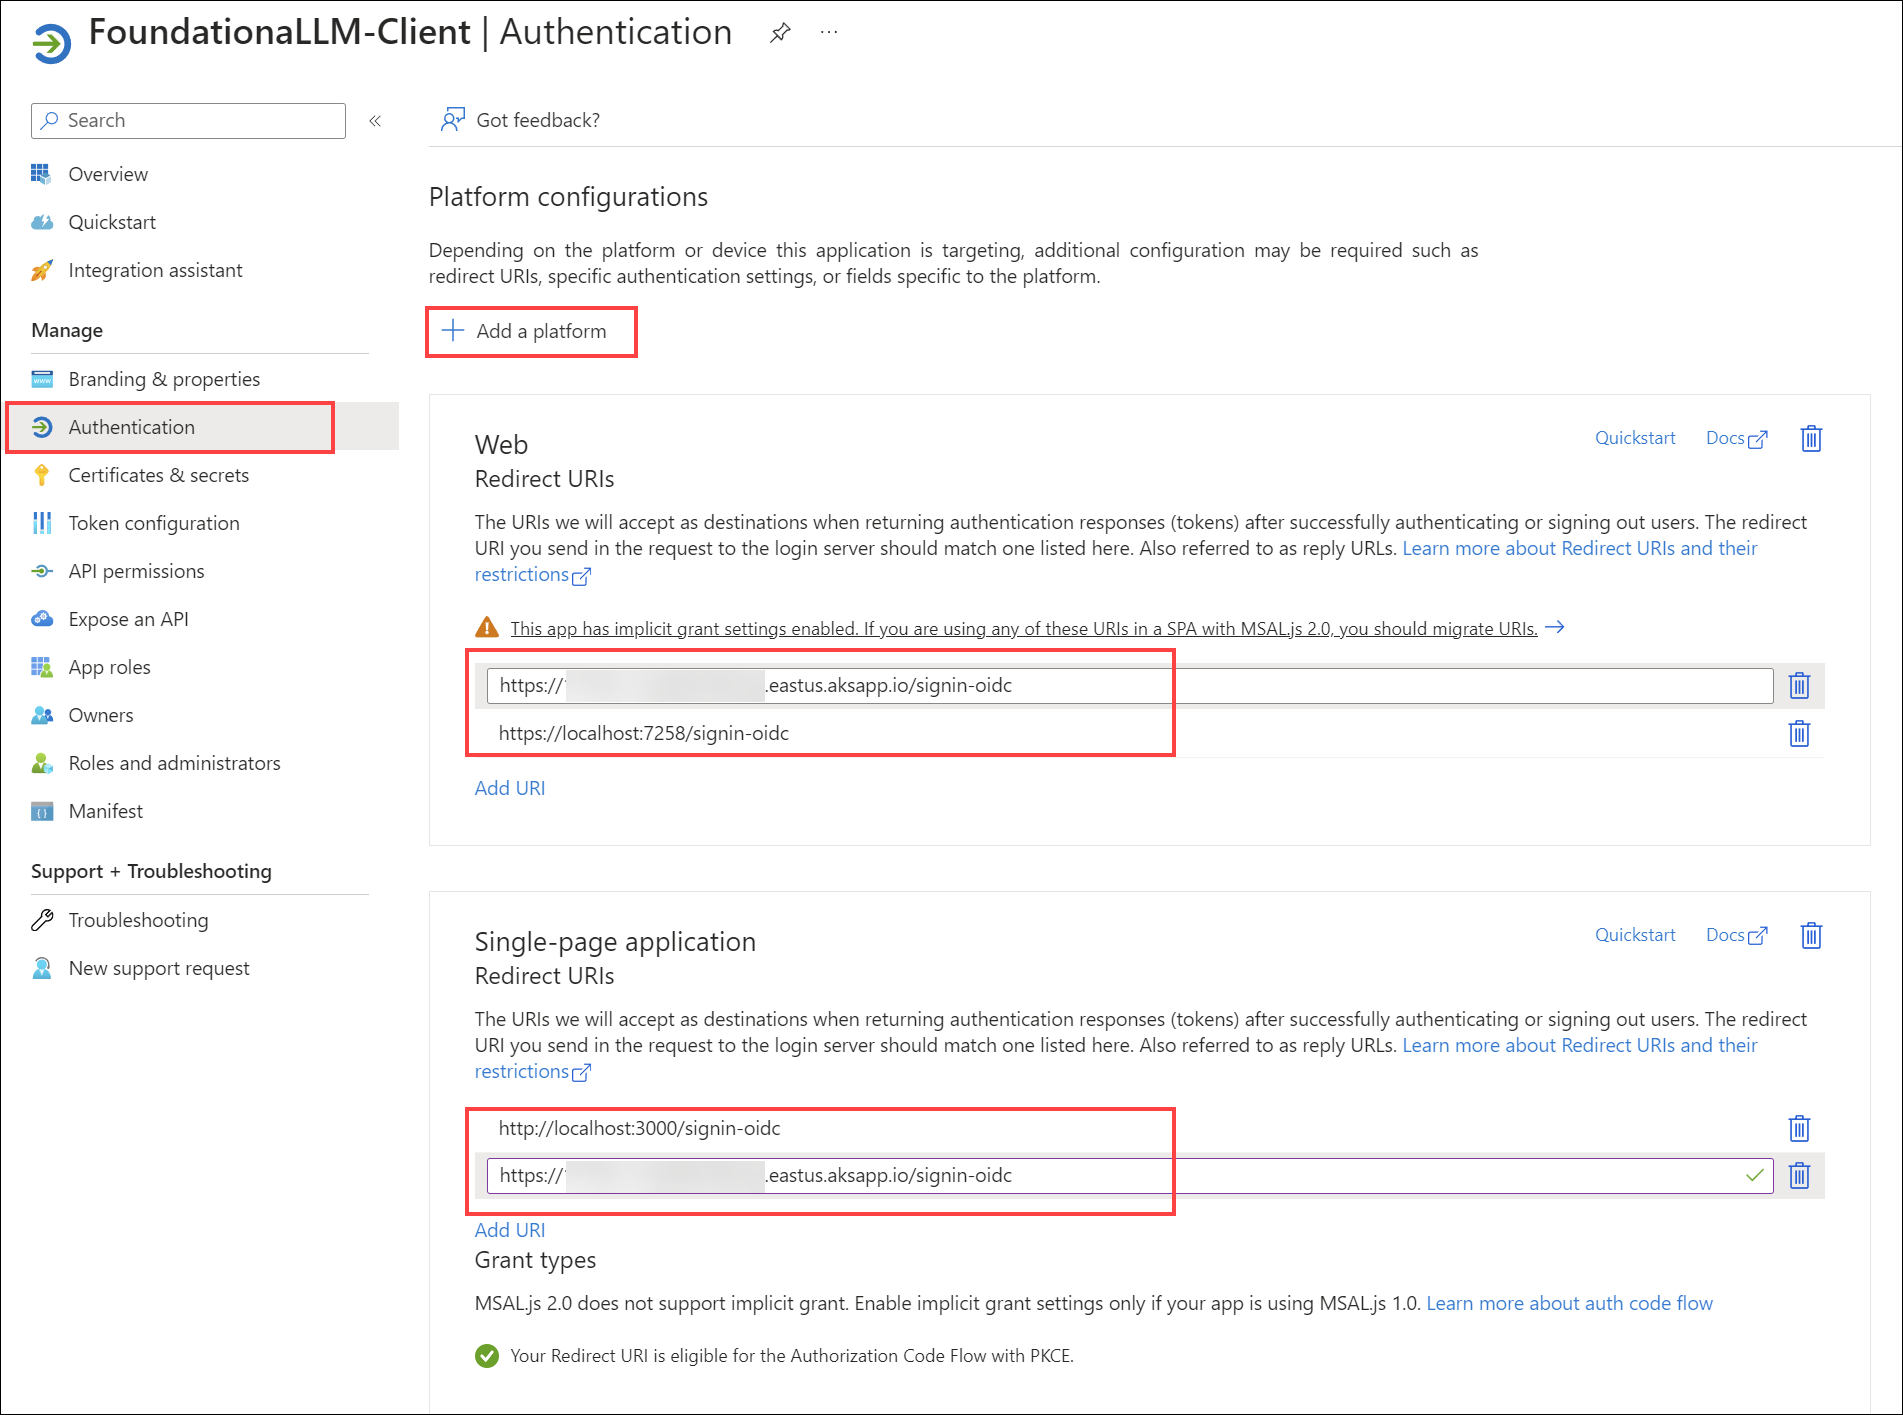 FoundationaLLM-Client | Authentication
Search
Got feedback?
Overview
Quickstart
Integration assistant
Manage
Branding & properties
Authentication
Certificates & secrets
Token configuration
API permissions
Expose an API
App roles
Owners
Roles and administrators
Manifest
Support + Troubleshooting
Troubleshooting
New support request
Platform configurations
Depending on the platform or device this application is targeting, additional configuration may be required such as
redirect URIs, specific authentication settings, or fields specific to the platform.
Add a platform
Web
Quickstart
Docs
Redirect URIs
The URIs we will accept as destinations when returning authentication responses (tokens) after successfully authenticating or signing out users. The redirect
URI you send in the request to the login server should match one listed here. Also referred to as reply URLs. Learn more about Redirect URIs and their
restrictions
This app has implicit grant settings enabled. If you are using any of these URIs in a SPA with MSAL.js 2.0, you should migrate URIs.
https:// .eastus.aksapp.io/signin-oidc
https://localhost:7258/signin-oidc
Add URI
Single-page application
Quickstart
Docs
Redirect URIs
The URIs we will accept as destinations when returning authentication responses (tokens) after successfully authenticating or signing out users. The redirect
URI you send in the request to the login server should match one listed here. Also referred to as reply URLs. Learn more about Redirect URIs and their
restrictions
http://localhost:3000/signin-oidc
https:// .eastus.aksapp.io/signin-oidc
Add URI
Grant types
MSAL.js 2.0 does not support implicit grant. Enable implicit grant settings only if your app is using MSAL.js 1.0. Learn more about auth code flow
Your Redirect URI is eligible for the Authorization Code Flow with PKCE.